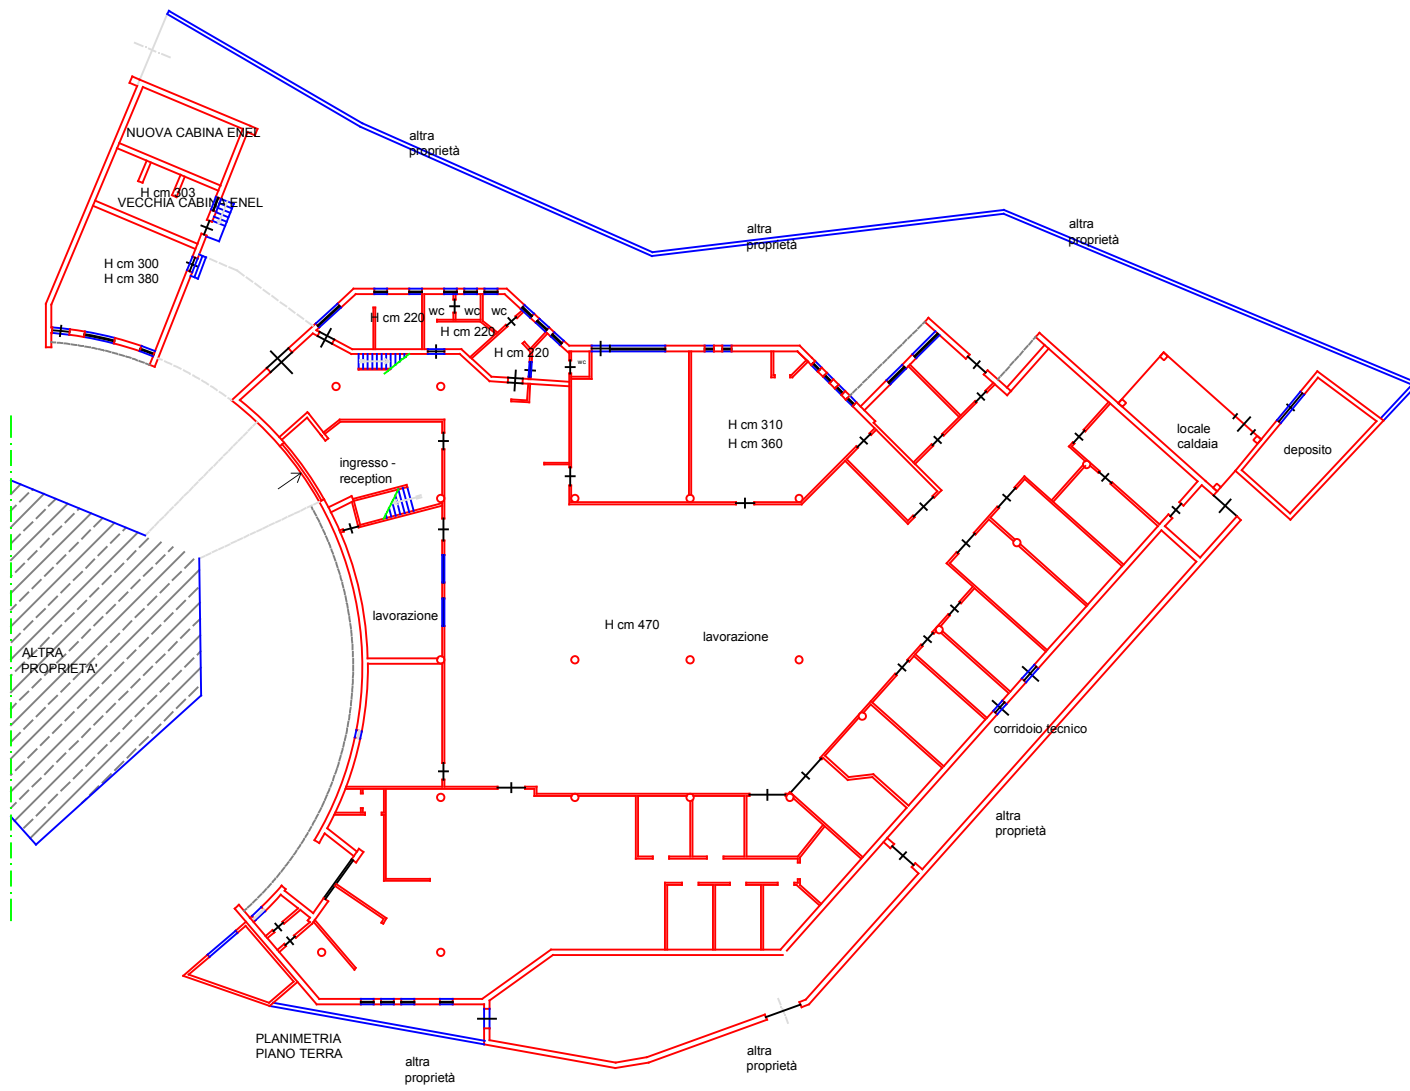 NUOVA CABINA ENEL
H cm 303
VECCHIA CABINA ENEL
H cm 300
H cm 380
altra
proprietà
altra
proprietà
altra
proprietà
H cm 220
wc
wc
wc
H cm 220
H cm 220
wc
H cm 310
H cm 360
locale
caldaia
deposito
ingresso -
reception
lavorazione
H cm 470
lavorazione
ALTRA
PROPRIETA'
corridoio tecnico
altra
proprietà
PLANIMETRIA
PIANO TERRA
altra
proprietà
altra
proprietà